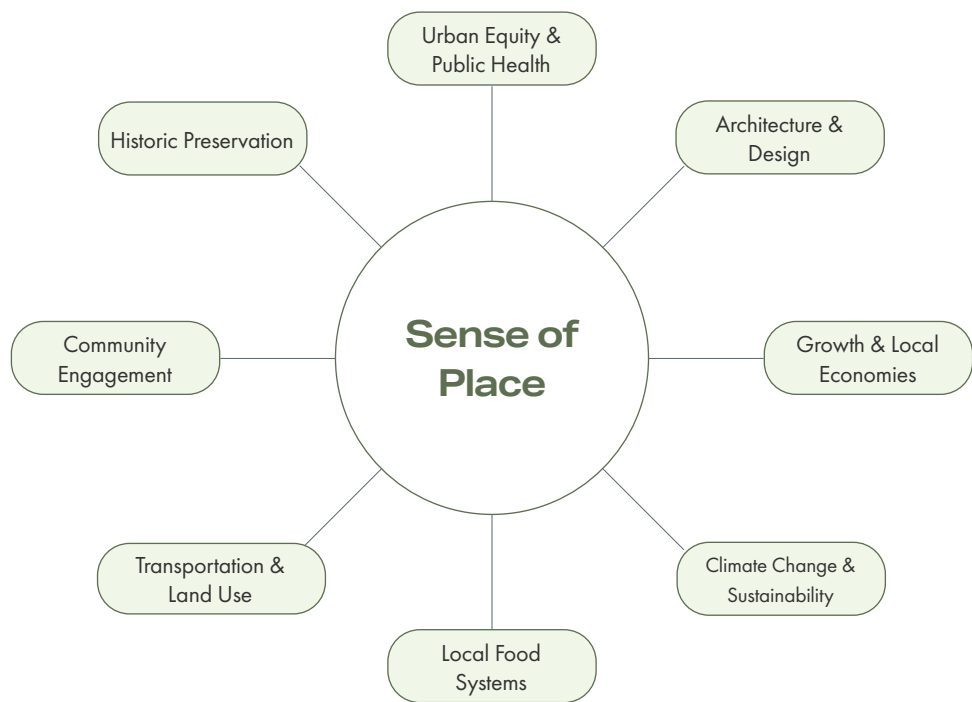 Urban Equity &
Public Health
Historic Preservation
Architecture &
Design
Sense of
Place
Community
Engagement
Growth & Local
Economies
Transportation &
Land Use
Climate Change &
Sustainability
Local Food
Systems